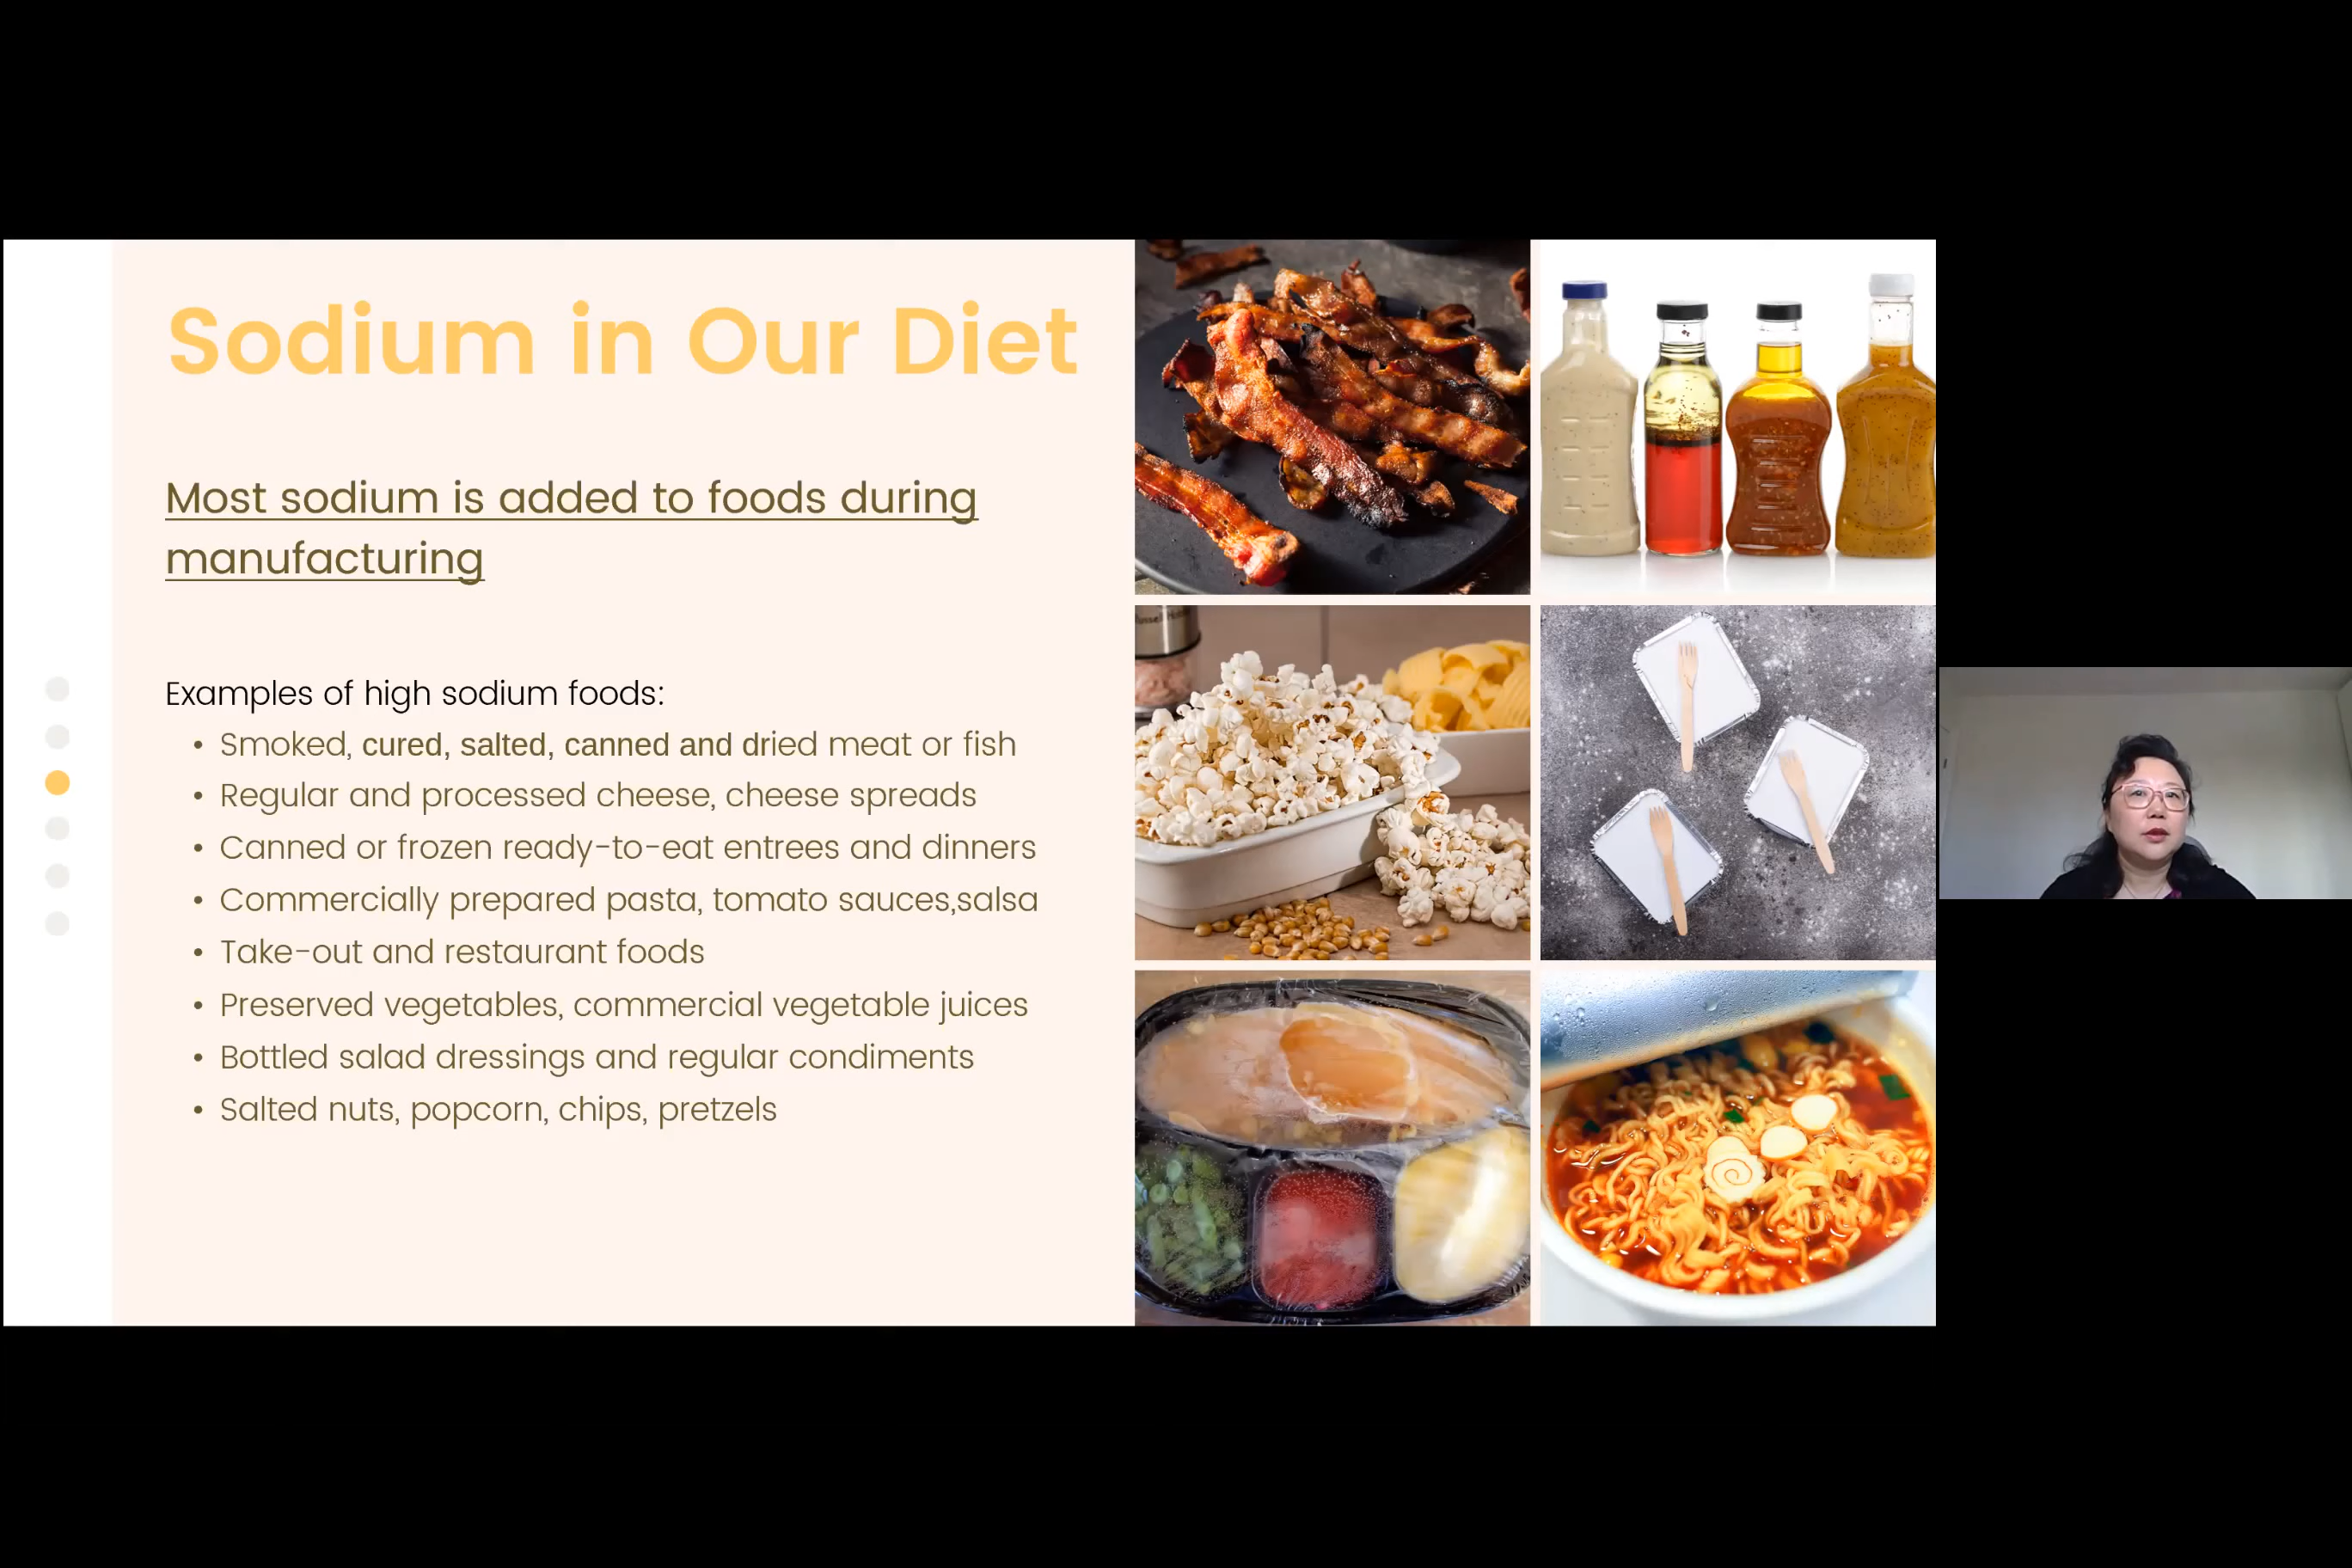 Sodium in Our Diet
Most sodium is added to foods during
manufacturing
Examples of high sodium foods:
• Smoked, cured, salted, canned and dried meat or fish
• Regular and processed cheese, cheese spreads
• Canned or frozen ready-to-eat entrees and dinners
• Commercially prepared pasta, tomato sauces,salsa
• Take-out and restaurant foods
• Preserved vegetables, commercial vegetable juices
• Bottled salad dressings and regular condiments
• Salted nuts, popcorn, chips, pretzels